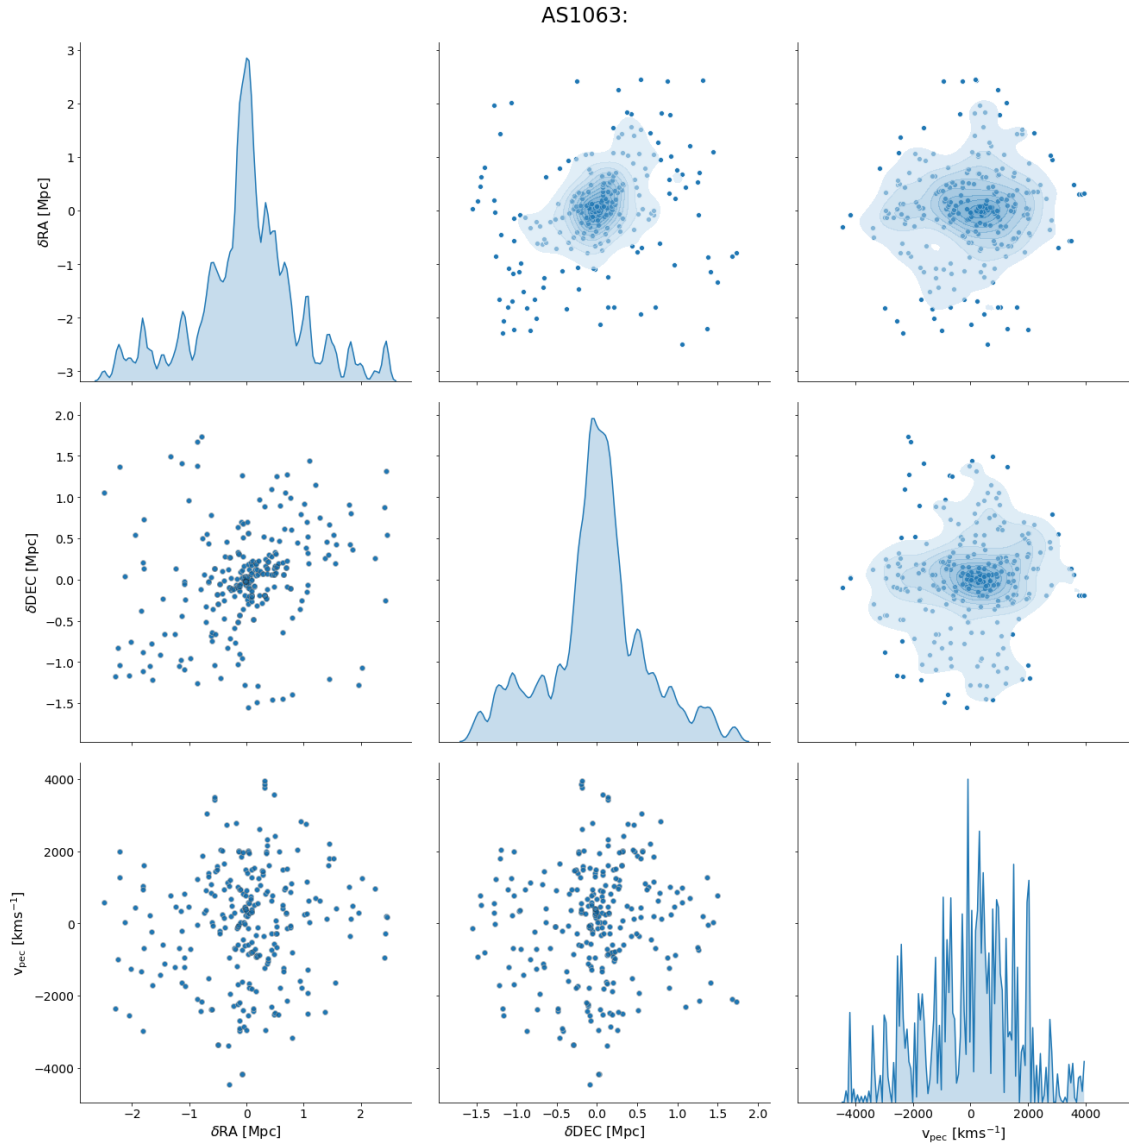 AS1063:
3
2
1
0
−1
−2
−3
δRA [Mpc]
2.0
1.5
1.0
0.5
0.0
−0.5
−1.0
−1.5
δDEC [Mpc]
4000
2000
0
−2000
−4000
v_pec [kms⁻¹]
−2 −1 0 1 2
−1.5 −1.0 −0.5 0.0 0.5 1.0 1.5 2.0
−4000 −2000 0 2000 4000
δRA [Mpc] δDEC [Mpc] v_pec [kms⁻¹]